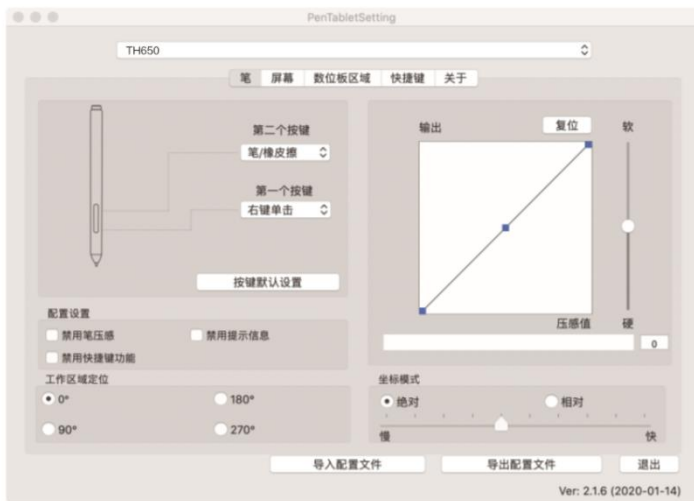 PenTabletSetting
TH650
笔 屏幕 数位板区域 快捷键 关于
第二个按键
笔/橡皮擦
第一个按键
右键单击
按键默认设置
输出
复位
软
压感值
硬
0
配置设置
禁用笔压感 禁用提示信息
禁用快捷键功能
工作区域定位
0° 180°
90° 270°
坐标模式
绝对 相对
慢 快
导入配置文件 导出配置文件 退出
Ver: 2.1.6 (2020-01-14)